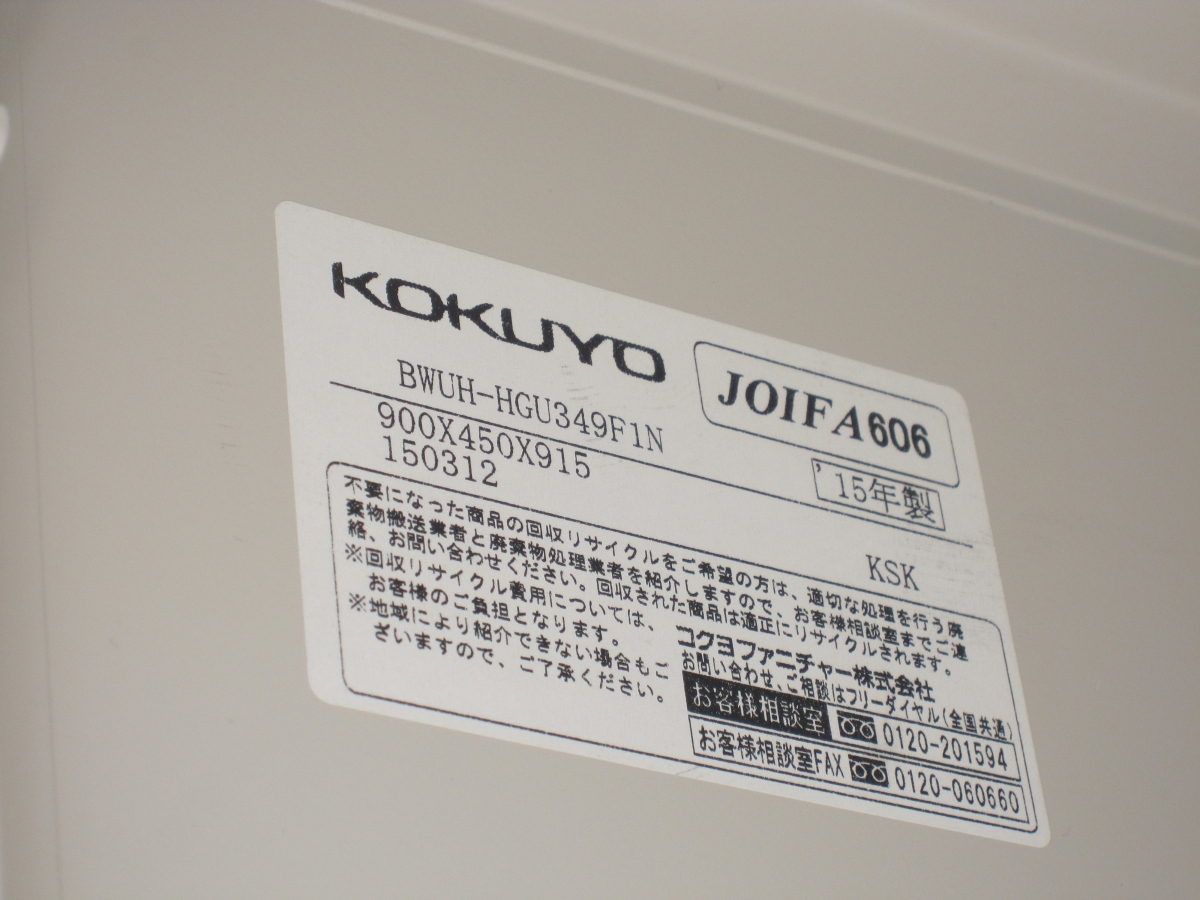 KOKUYO
JOIFA606
BWUH-HGU349F1N
'15年製
900X450X915
150312
KSK
不要になった商品の回収リサイクルをご希望の方は、適切な処理を行う廃
棄物搬送業者と廃棄物処理業者を紹介しますので、お客様相談室までご連
絡、お問い合わせください。回収された商品は適正にリサイクルされます。
※回収リサイクル費用については、
お客様のご負担となります。
※地域により紹介できない場合もご
ざいますので、ご了承ください。
コクヨファニチャー株式会社
お問い合わせ、ご相談はフリーダイヤル(全国共通)
お客様相談室 0120-201594
お客様相談室FAX 0120-060660